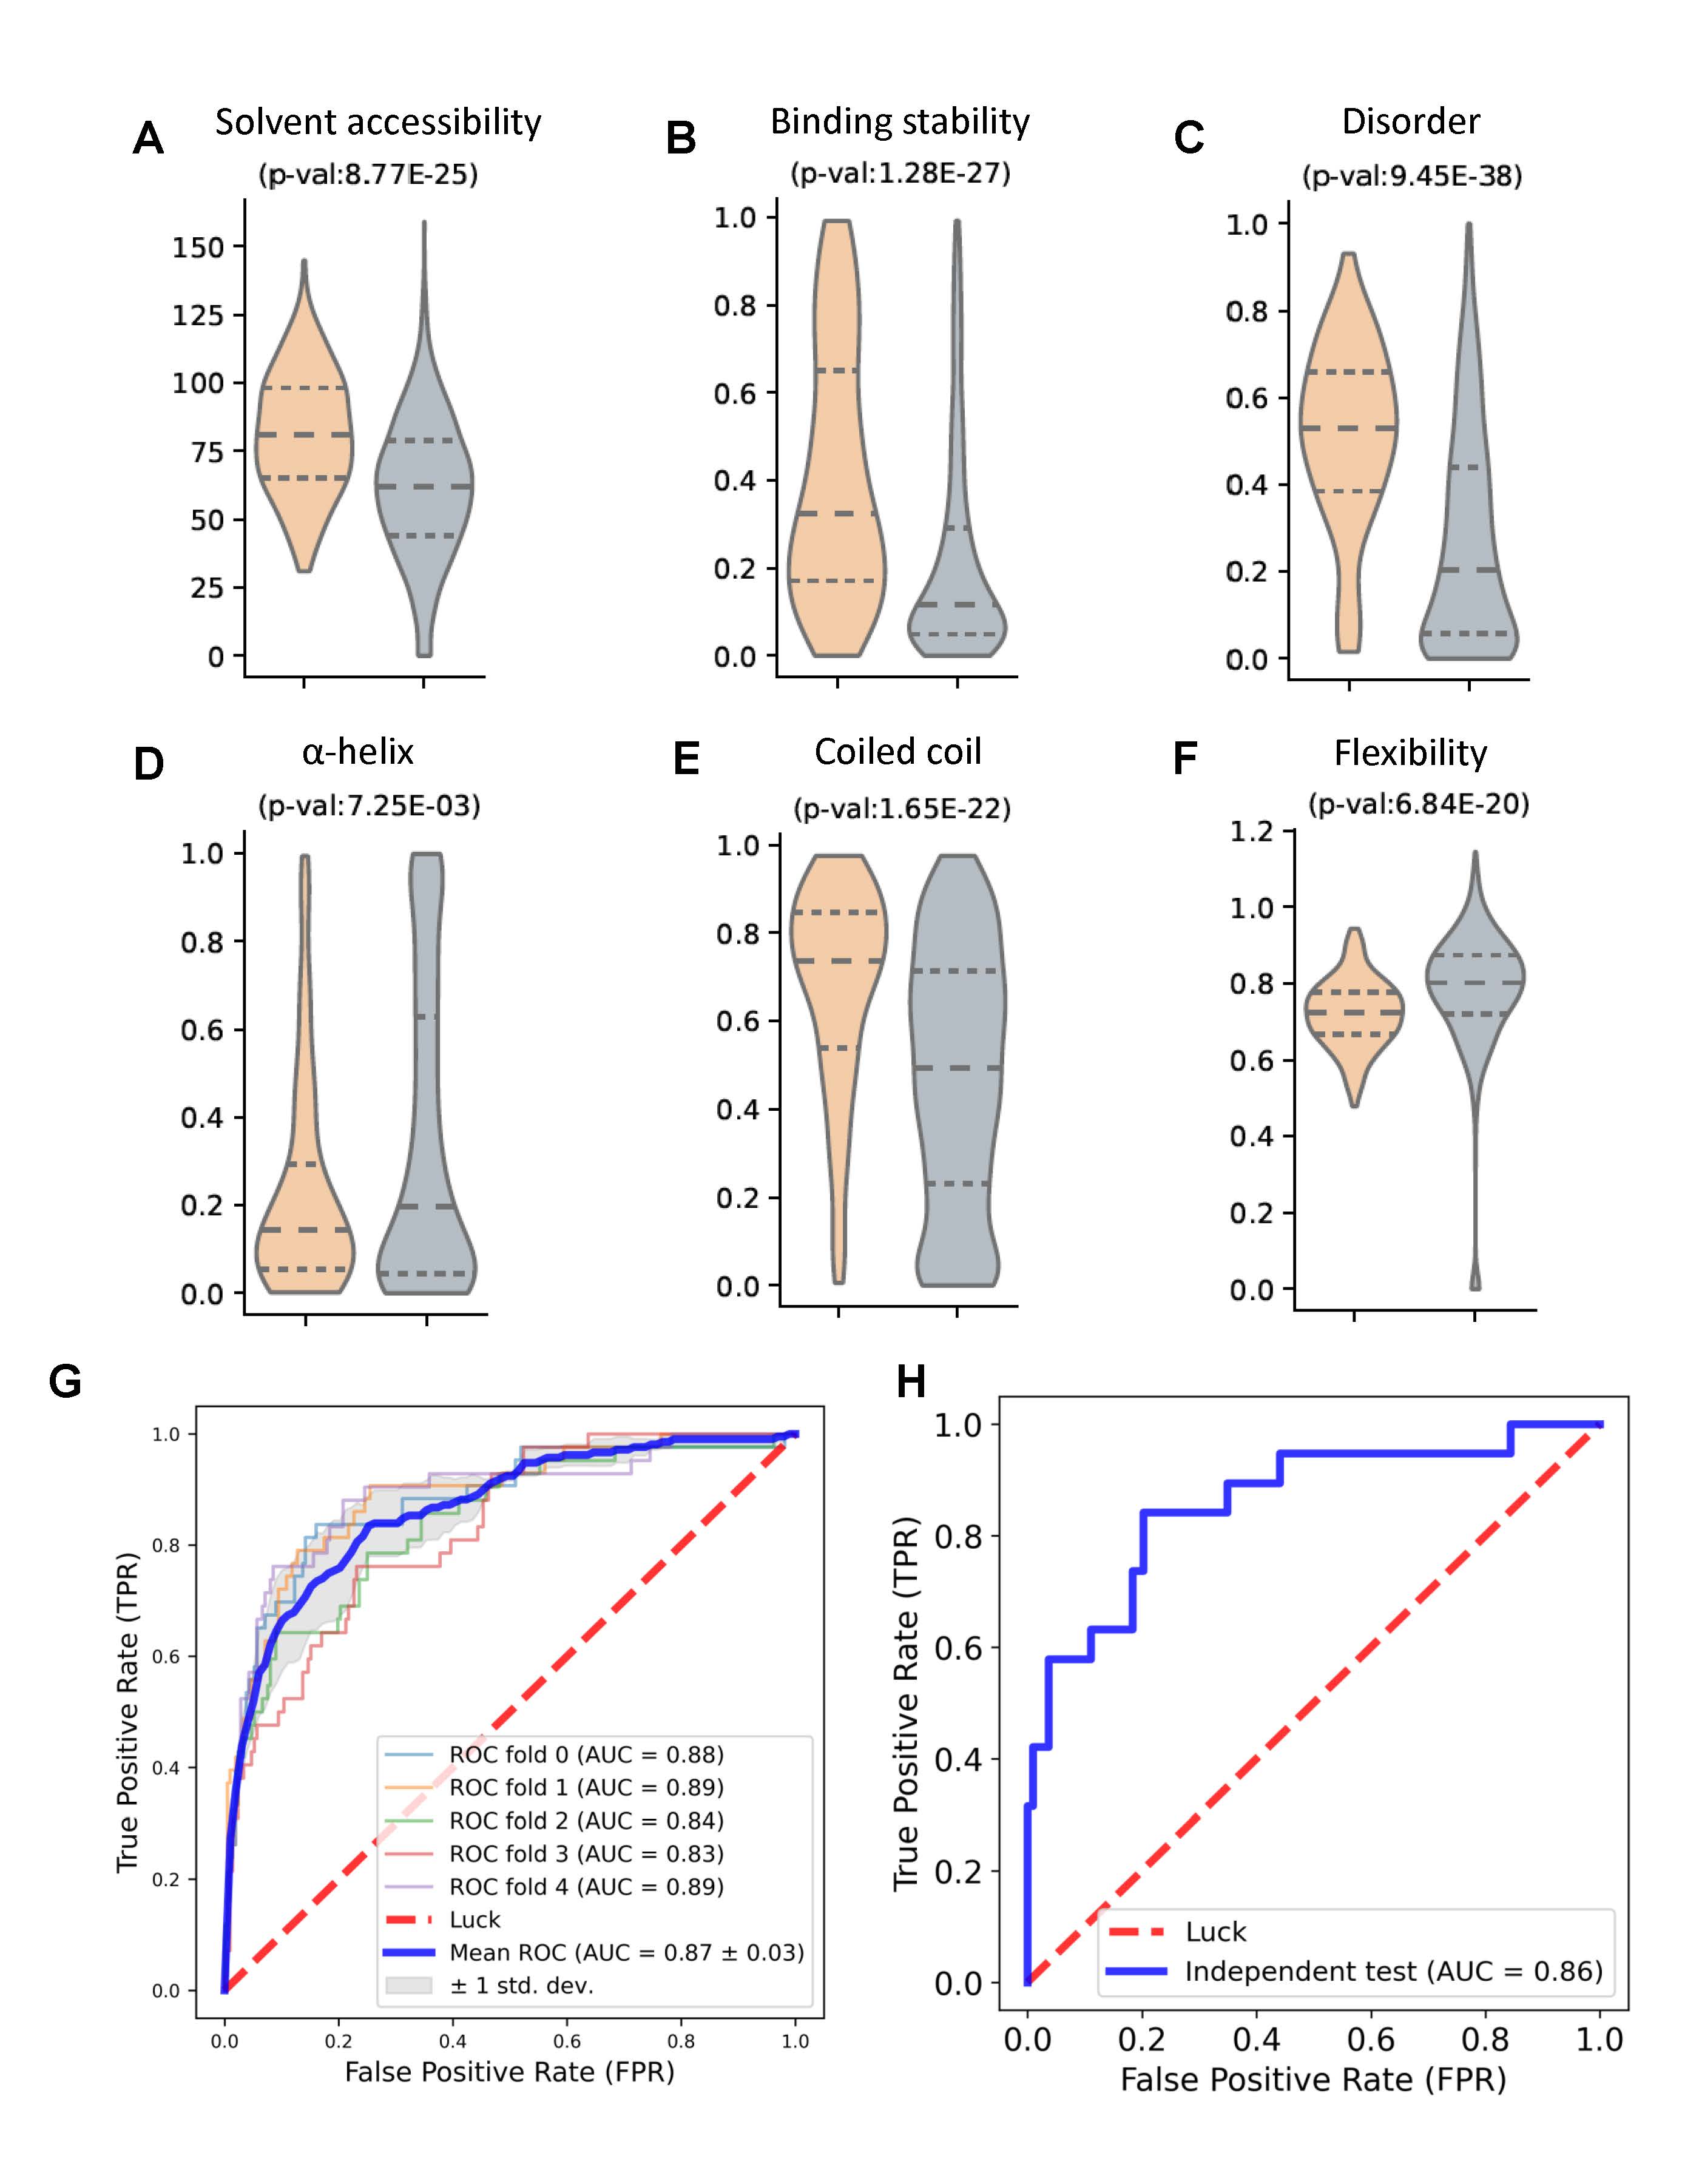 A Solvent accessibility
(p-val:8.77E-25)
150
125
100
75
50
25
0
B Binding stability
(p-val:1.28E-27)
1.0
0.8
0.6
0.4
0.2
0.0
C Disorder
(p-val:9.45E-38)
1.0
0.8
0.6
0.4
0.2
0.0
D α-helix
(p-val:7.25E-03)
1.0
0.8
0.6
0.4
0.2
0.0
E Coiled coil
(p-val:1.65E-22)
1.0
0.8
0.6
0.4
0.2
0.0
F Flexibility
(p-val:6.84E-20)
1.2
1.0
0.8
0.6
0.4
0.2
0.0
G
True Positive Rate (TPR)
1.0
0.8
0.6
0.4
0.2
0.0
ROC fold 0 (AUC = 0.88)
ROC fold 1 (AUC = 0.89)
ROC fold 2 (AUC = 0.84)
ROC fold 3 (AUC = 0.83)
ROC fold 4 (AUC = 0.89)
Luck
Mean ROC (AUC = 0.87 ± 0.03)
± 1 std. dev.
0.0 0.2 0.4 0.6 0.8 1.0
False Positive Rate (FPR)
H
True Positive Rate (TPR)
1.0
0.8
0.6
0.4
0.2
0.0
Luck
Independent test (AUC = 0.86)
0.0 0.2 0.4 0.6 0.8 1.0
False Positive Rate (FPR)